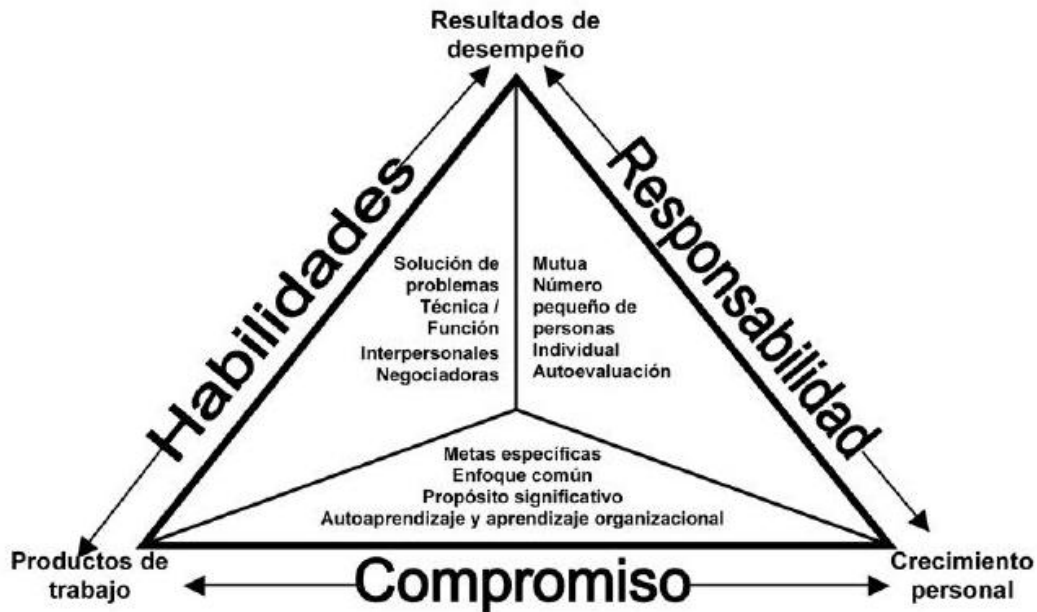 Resultados de
desempeño
Habilidades
Responsabilidad
Solución de
problemas
Técnica /
Función
Interpersonales
Negociadoras
Mutua
Número
pequeño de
personas
Individual
Autoevaluación
Metas específicas
Enfoque común
Propósito significativo
Autoaprendizaje y aprendizaje organizacional
Productos de
trabajo
Compromiso
Crecimiento
personal